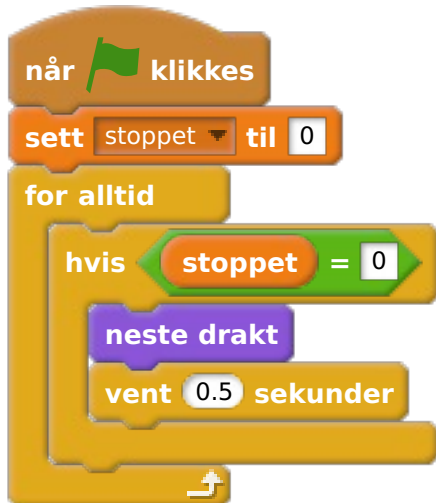 når klikkes
sett stoppet til 0
for alltid
hvis stoppet = 0
neste drakt
vent 0.5 sekunder